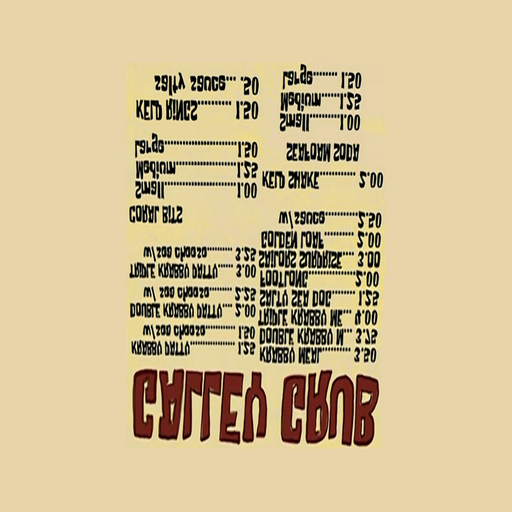 GALLEY GRUB
KRABBY PATTY........ 1.25
w/sea cheese........ 1.50
DOUBLE KRABBY PATTY.... 2.00
w/ sea cheese........ 2.25
TRIPLE KRABBY PATTY.... 3.00
w/ sea cheese........ 3.25
CORAL BITS
Small........ 1.00
Medium........ 1.25
Large........ 1.50
KELP RINGS........ 1.50
salty sauce... .50
KRABBY MEAL........ 3.50
DOUBLE KRABBY M... 3.75
TRIPLE KRABBY ME... 4.00
SALTY SEA DOG........ 1.25
FOOTLONG........ 2.00
SAILORS SURPRISE... 3.00
GOLDEN LOAF........ 2.00
w/sauce........ 2.50
KELP SHAKE........ 2.00
SEAFOAM SODA
Small........ 1.00
Medium........ 1.25
Large........ 1.50